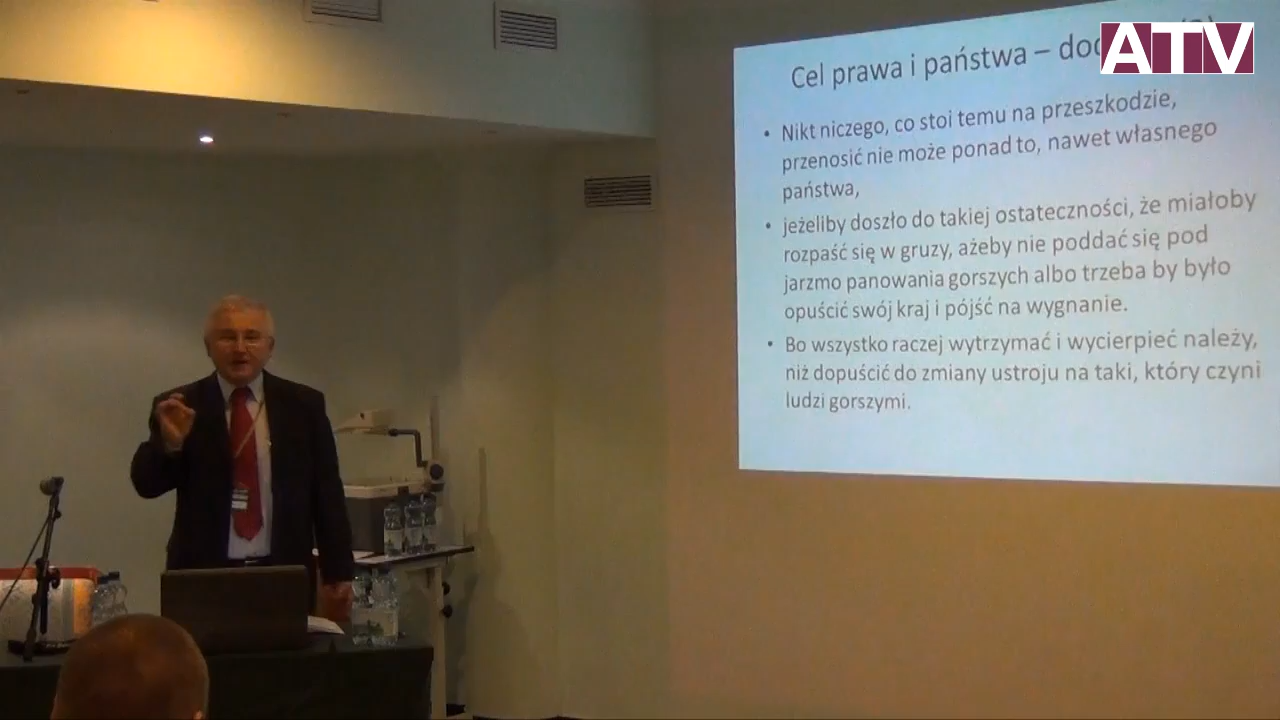 ATV
Cel prawa i państwa –
• Nikt niczego, co stoi temu na przeszkodzie,
przenosić nie może ponad to, nawet własnego
państwa,
• jeżeliby doszło do takiej ostateczności, że miałoby
rozpaść się w gruzy, ażeby nie poddać się pod
jarzmo panowania gorszych albo trzeba by było
opuścić swój kraj i pójść na wygnanie.
• Bo wszystko raczej wytrzymać i wycierpieć należy,
niż dopuścić do zmiany ustroju na taki, który czyni
ludzi gorszymi.